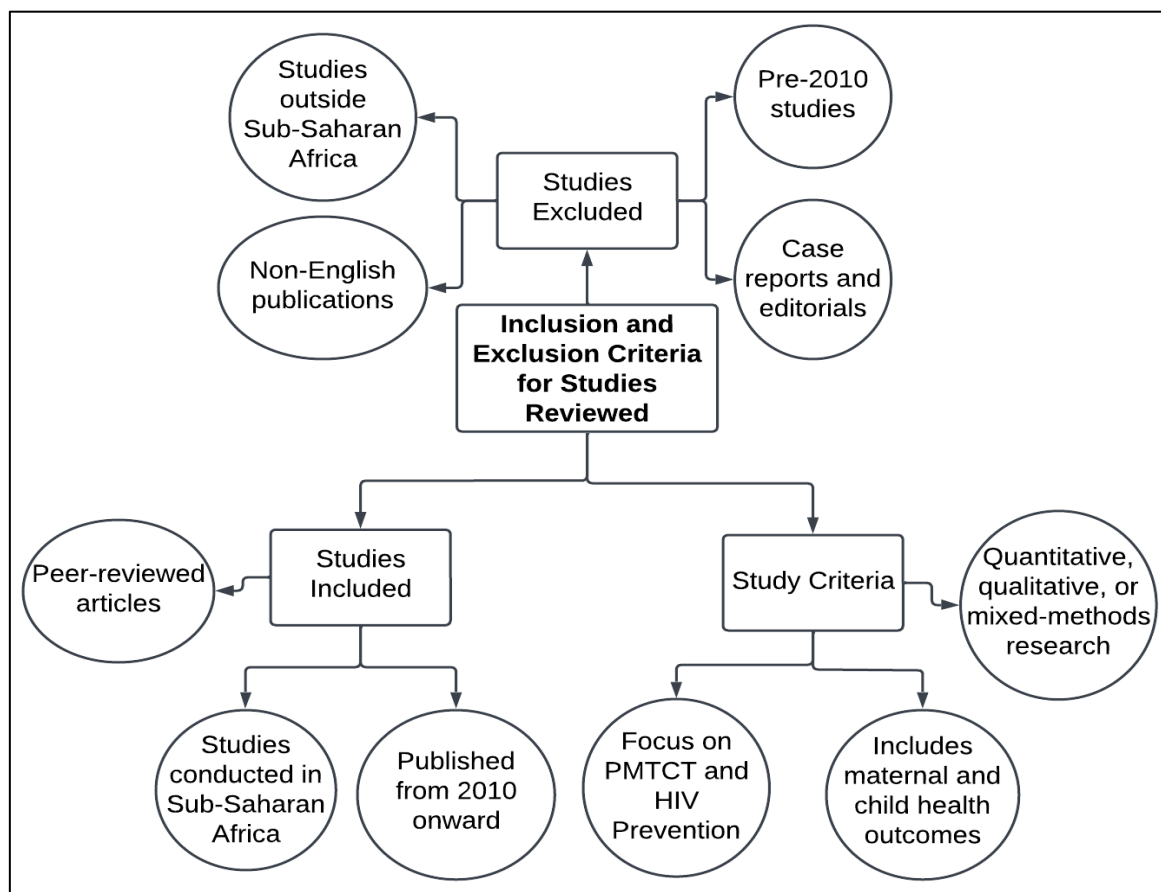 Studies
outside
Sub-Saharan
Africa
Pre-2010
studies
Studies
Excluded
Non-English
publications
Case
reports and
editorials
Inclusion and
Exclusion Criteria
for Studies
Reviewed
Peer-reviewed
articles
Studies
Included
Study Criteria
Quantitative,
qualitative, or
mixed-methods
research
Studies
conducted in
Sub-Saharan
Africa
Published
from 2010
onward
Focus on
PMTCT and
HIV
Prevention
Includes
maternal and
child health
outcomes